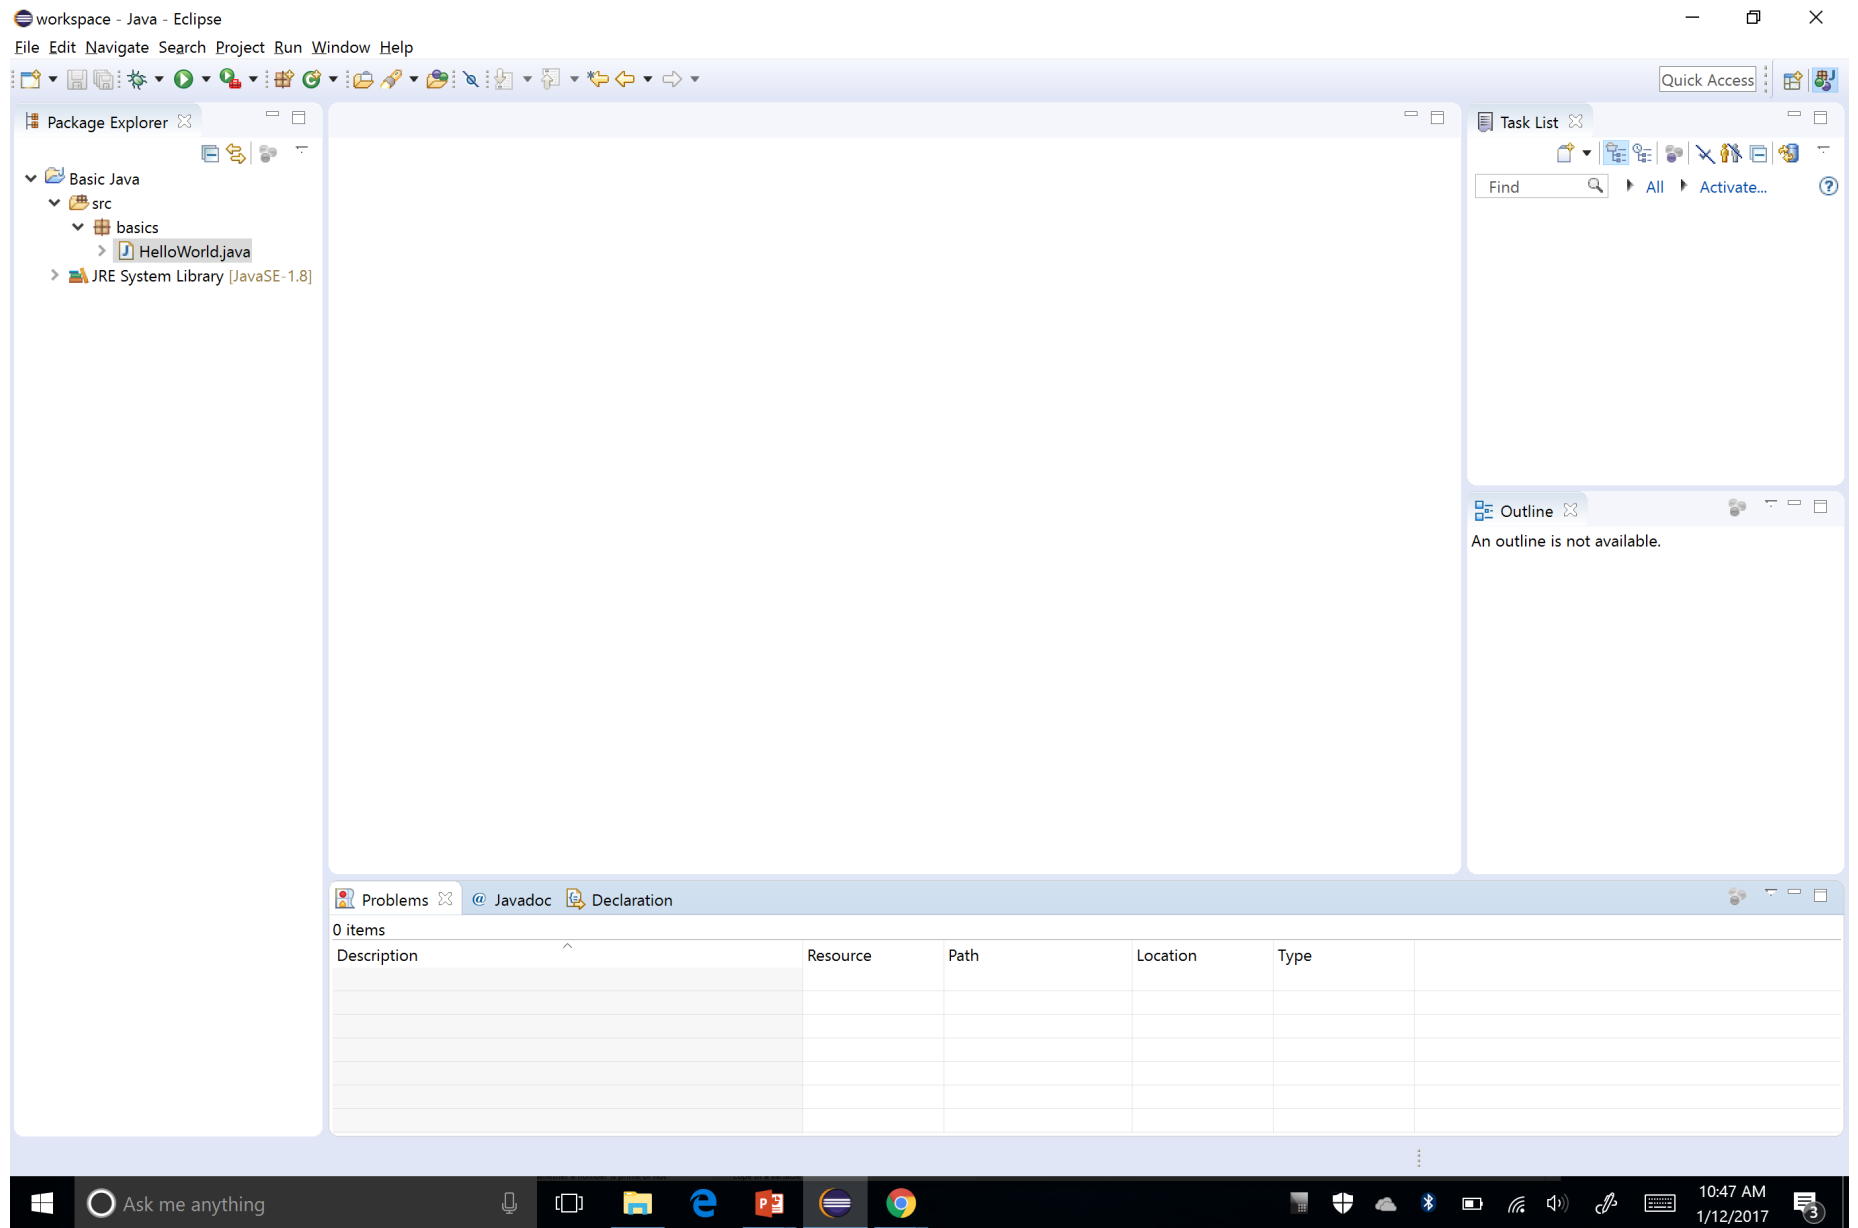 workspace - Java - Eclipse
File Edit Navigate Search Project Run Window Help
Quick Access
Package Explorer
Basic Java
src
basics
HelloWorld.java
JRE System Library [JavaSE-1.8]
Task List
Find All Activate...
Outline
An outline is not available.
Problems Javadoc Declaration
0 items
Description Resource Path Location Type
Ask me anything
10:47 AM
1/12/2017
3